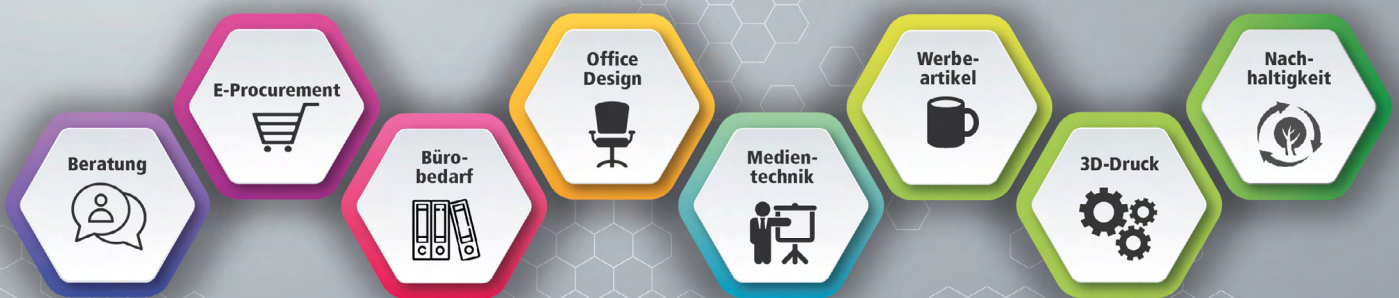 Beratung
E-Procurement
Büro-
bedarf
Office
Design
Medien-
technik
Werbe-
artikel
3D-Druck
Nach-
haltigkeit